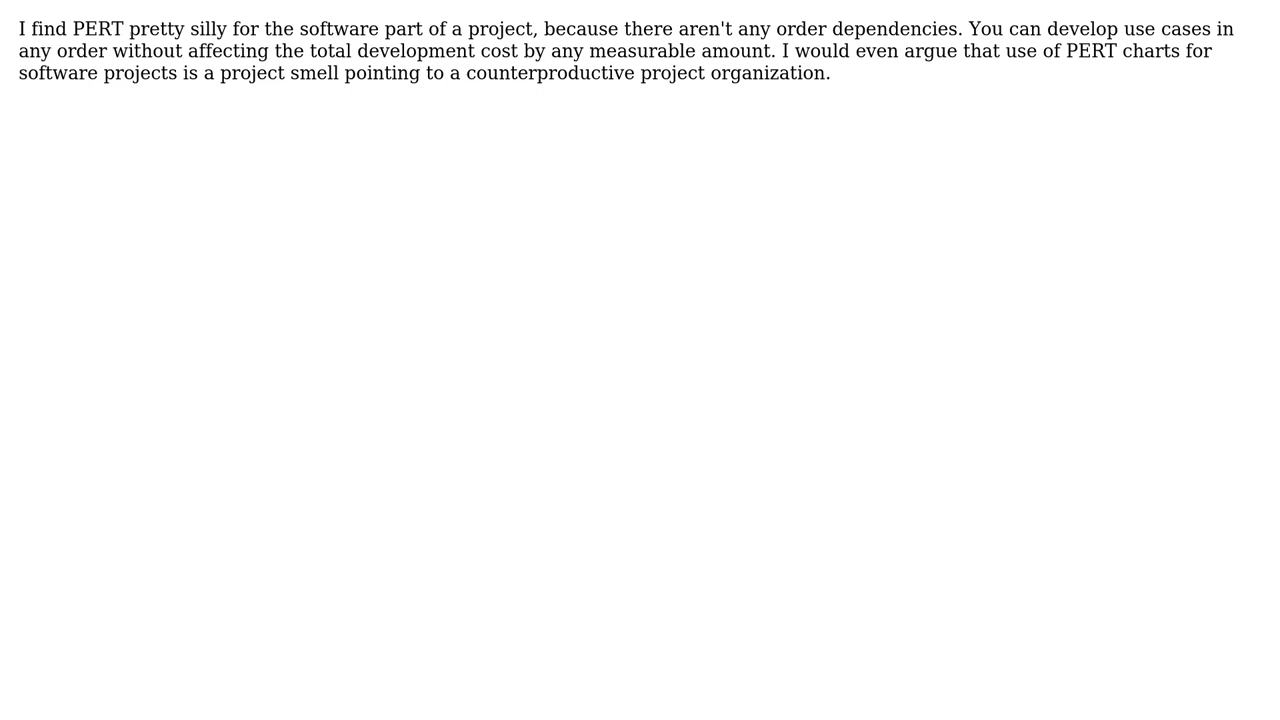 I find PERT pretty silly for the software part of a project, because there aren't any order dependencies. You can develop use cases in
any order without affecting the total development cost by any measurable amount. I would even argue that use of PERT charts for
software projects is a project smell pointing to a counterproductive project organization.